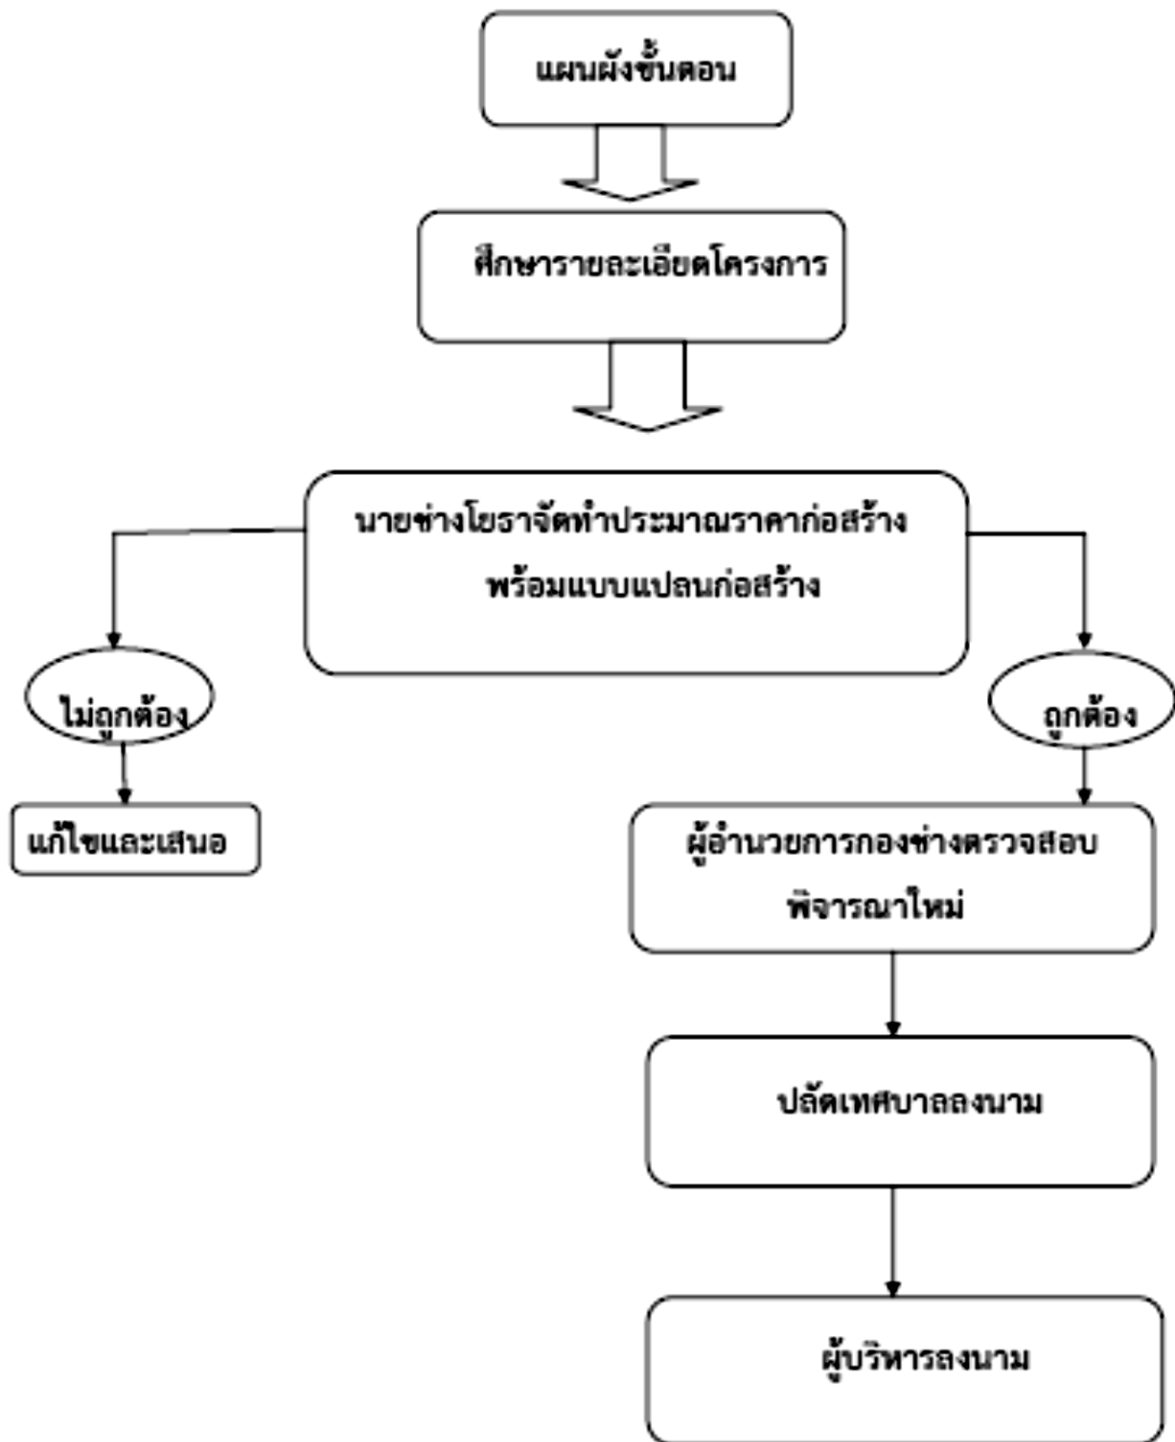 แผนผังขั้นตอน
ศึกษารายละเอียดโครงการ
นายช่างโยธาจัดทำประมาณราคาก่อสร้าง
พร้อมแบบแปลนก่อสร้าง
ไม่ถูกต้อง
ถูกต้อง
แก้ไขและเสนอ
ผู้อำนวยการกองช่างตรวจสอบ
พิจารณาใหม่
ปลัดเทศบาลลงนาม
ผู้บริหารลงนาม